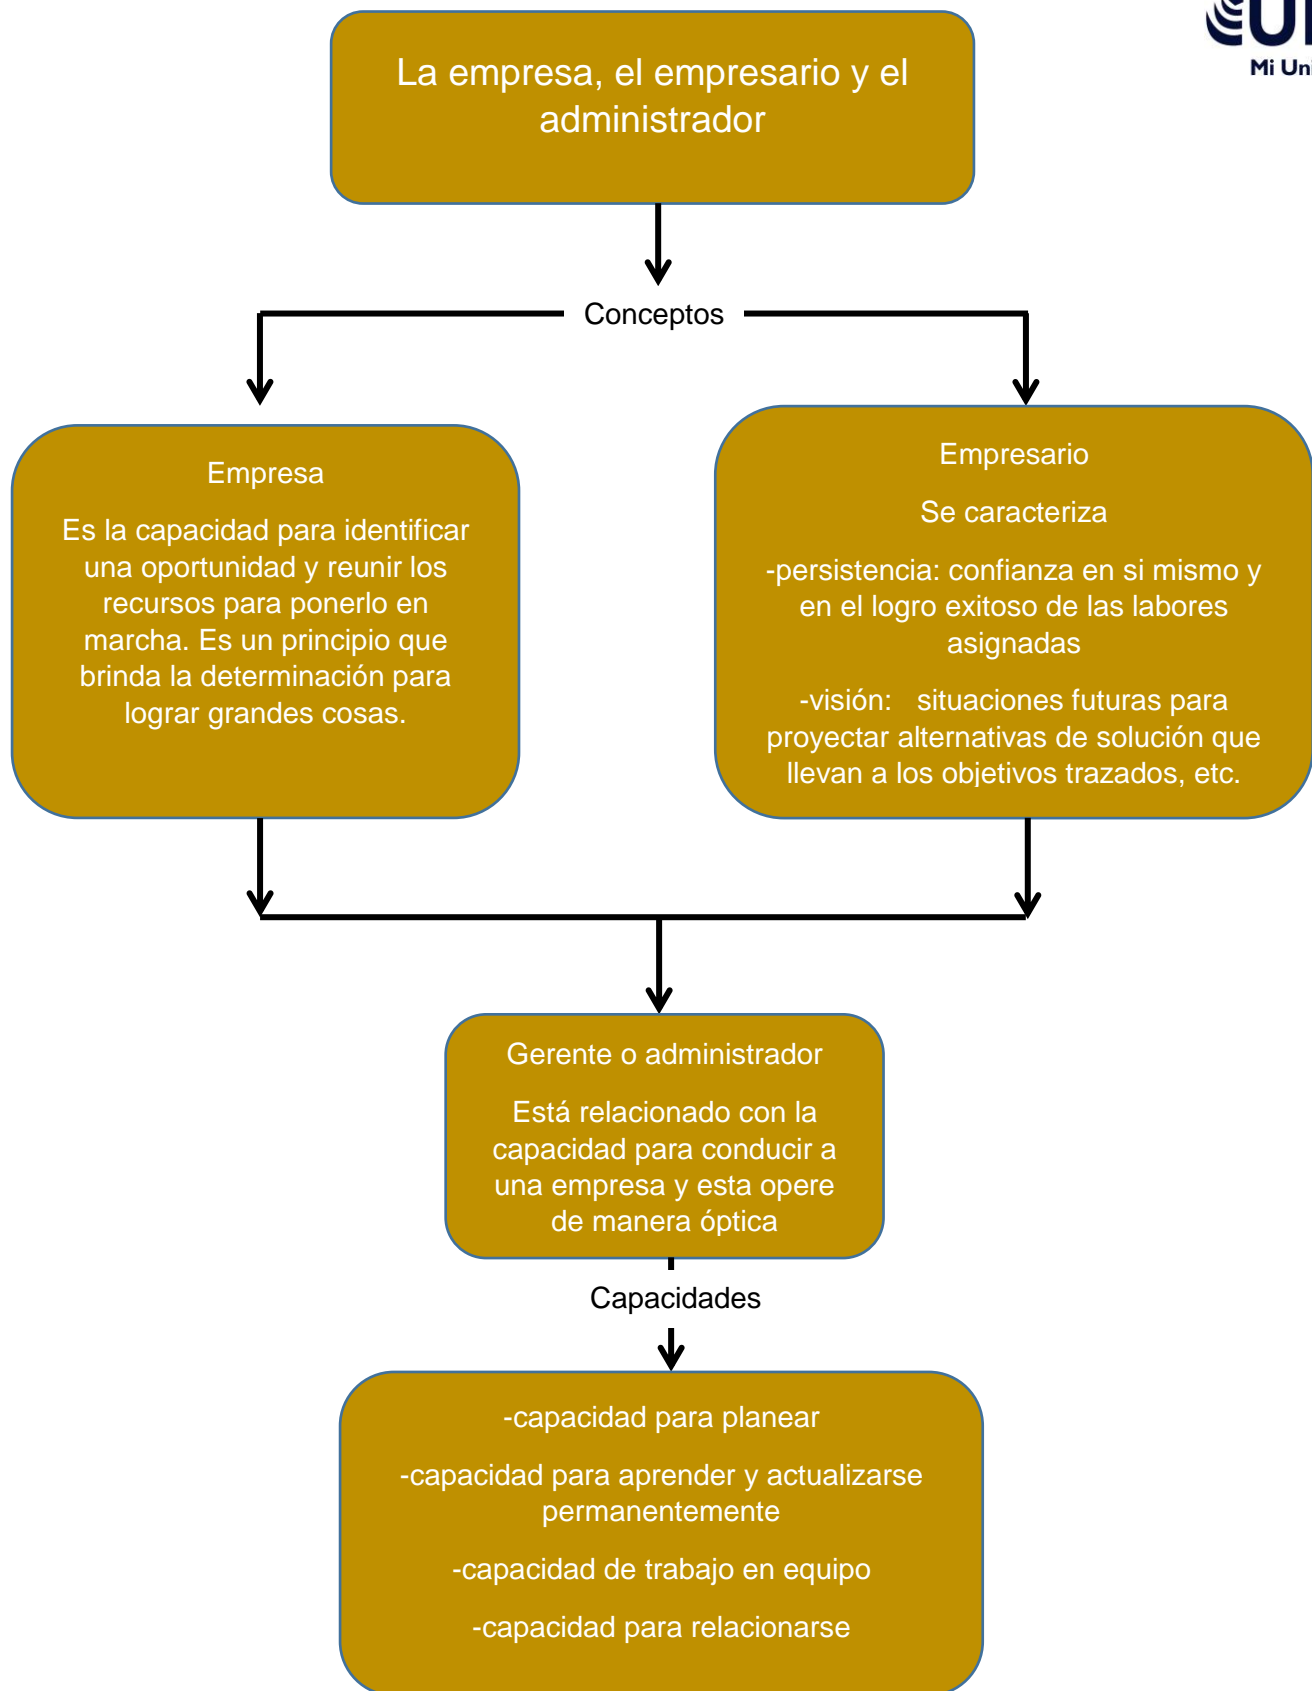 Mi Uni
La empresa, el empresario y el
administrador
Conceptos
Empresa
Es la capacidad para identificar
una oportunidad y reunir los
recursos para ponerlo en
marcha. Es un principio que
brinda la determinación para
lograr grandes cosas.
Empresario
Se caracteriza
-persistencia: confianza en si mismo y
en el logro exitoso de las labores
asignadas
-visión: situaciones futuras para
proyectar alternativas de solución que
llevan a los objetivos trazados, etc.
Gerente o administrador
Está relacionado con la
capacidad para conducir a
una empresa y esta opere
de manera óptica
Capacidades
-capacidad para planear
-capacidad para aprender y actualizarse
permanentemente
-capacidad de trabajo en equipo
-capacidad para relacionarse